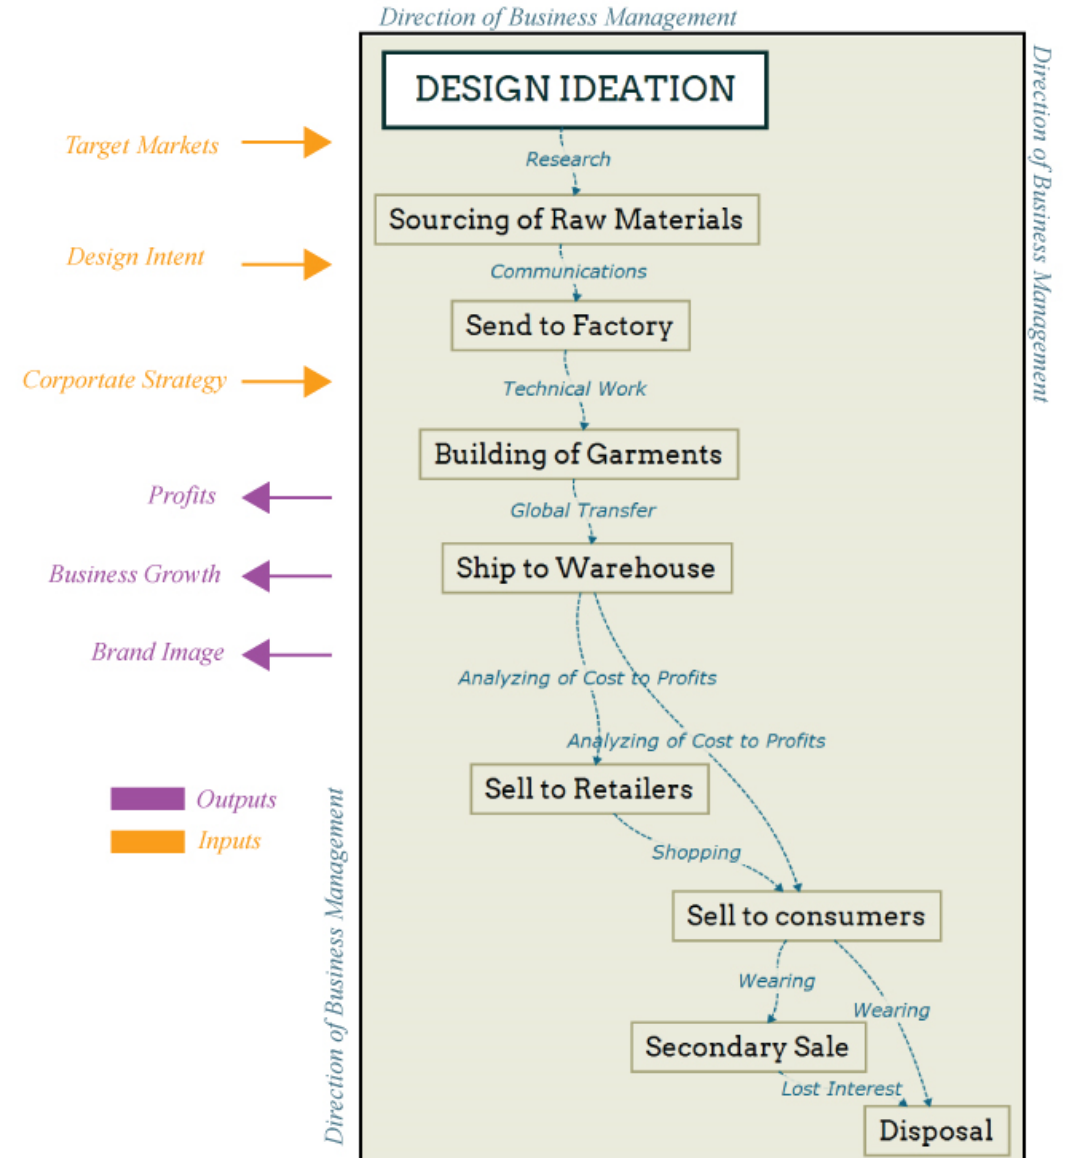 Direction of Business Management
DESIGN IDEATION
Direction of Business Management
Target Markets
Research
Sourcing of Raw Materials
Design Intent
Communications
Send to Factory
Corportate Strategy
Technical Work
Building of Garments
Profits
Global Transfer
Ship to Warehouse
Business Growth
Brand Image
Analyzing of Cost to Profits
Analyzing of Cost to Profits
Sell to Retailers
Outputs
Inputs
Direction of Business Management
Shopping
Sell to consumers
Wearing
Wearing
Secondary Sale
Lost Interest
Disposal